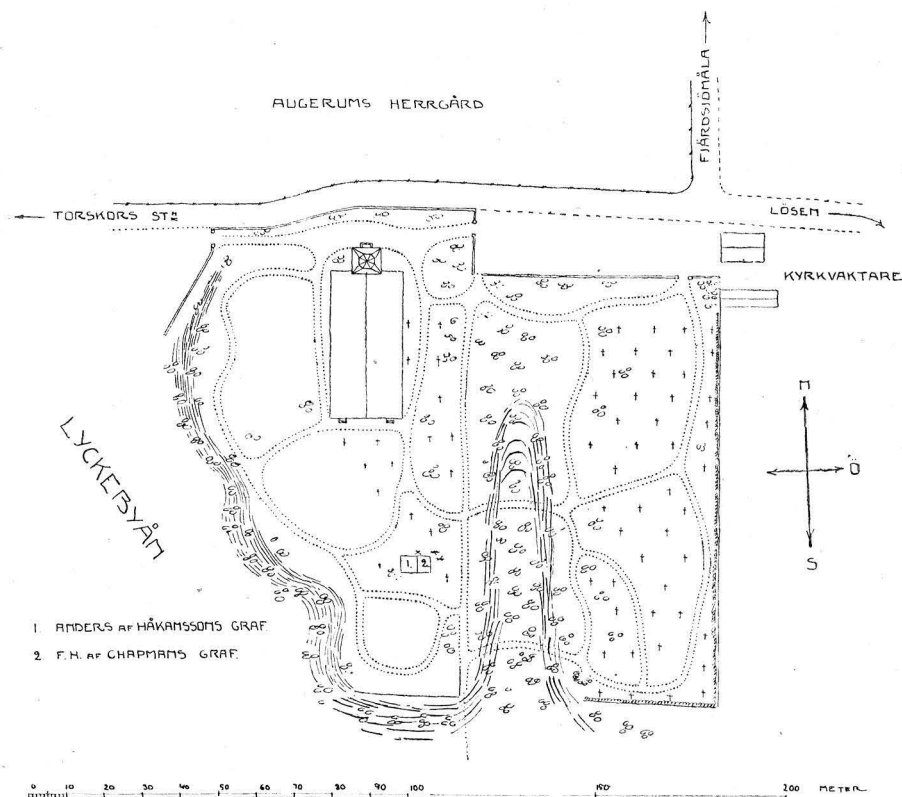 AUGERUMS HERRGÅRD
FJÄRDSJÖMÅLA
TORSKORS STN
LÖSEN
KYRKVAKTARE
N
Ö
S
LYCKEBYÅN
1 2
1 ANDERS AF HÅKANSSONS GRAF
2 F.H. AF CHAPMANS GRAF.
0 10 20 30 40 50 60 70 80 90 100 150 200 METER